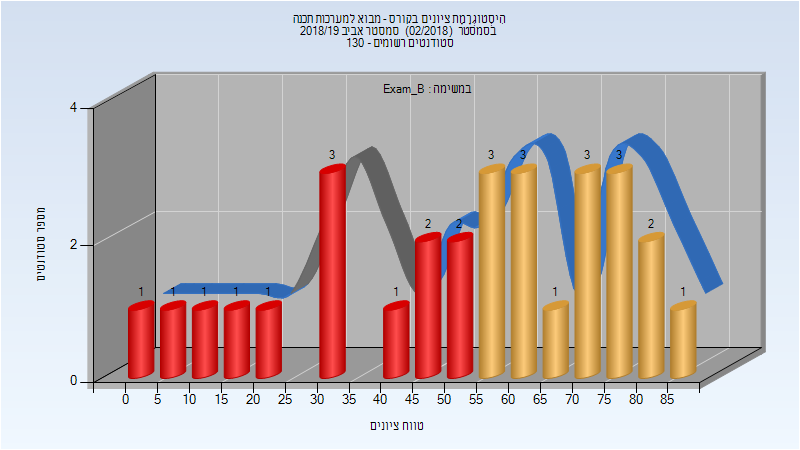 הִיסְטוֹגְרָמַת ציונים בקורס - מבוא למערכות תכנה
בסמסטר (02/2018) סמסטר אביב 2018/19
סטודנטים רשומים - 130
במשימה : Exam_B
מספר סטודנטים
4
2
0
1 1 1 1 1 3 1 2 2 3 3 1 3 3 2 1
0 5 10 15 20 25 30 35 40 45 50 55 60 65 70 75 80 85
טווח ציונים